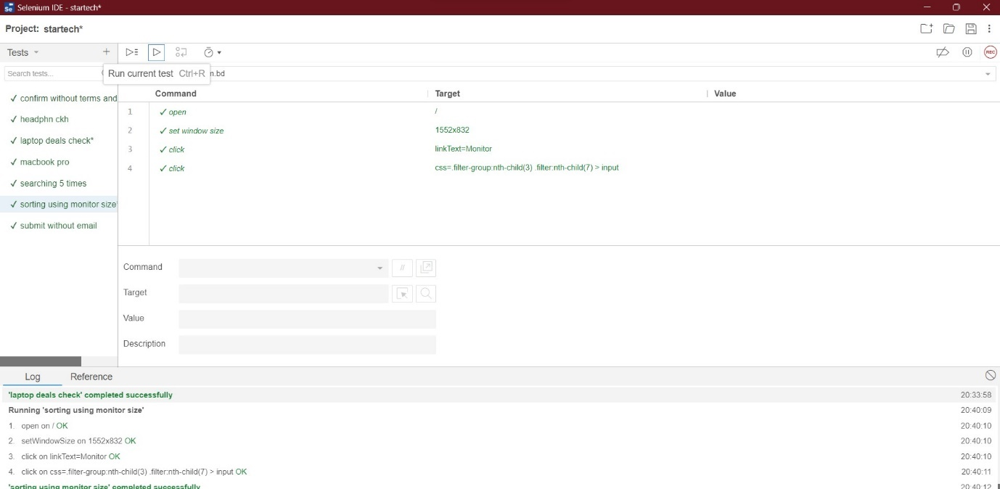 Selenium IDE - startech*
Project: startech*
Tests
Search tests...
Run current test Ctrl+R
n.bd
Command Target Value
✓ confirm without terms and
✓ headphn ckh
✓ laptop deals check*
✓ macbook pro
✓ searching 5 times
✓ sorting using monitor size*
✓ submit without email
1 ✓ open /
2 ✓ set window size 1552x832
3 ✓ click linkText=Monitor
4 ✓ click css=.filter-group:nth-child(3) .filter:nth-child(7) > input
REC
Command //
Target
Value
Description
Log Reference
'laptop deals check' completed successfully 20:33:58
Running 'sorting using monitor size' 20:40:09
1. open on / OK 20:40:10
2. setWindowSize on 1552x832 OK 20:40:10
3. click on linkText=Monitor OK 20:40:10
4. click on css=.filter-group:nth-child(3) .filter:nth-child(7) > input OK 20:40:11
'sorting using monitor size' completed successfully 20:40:12